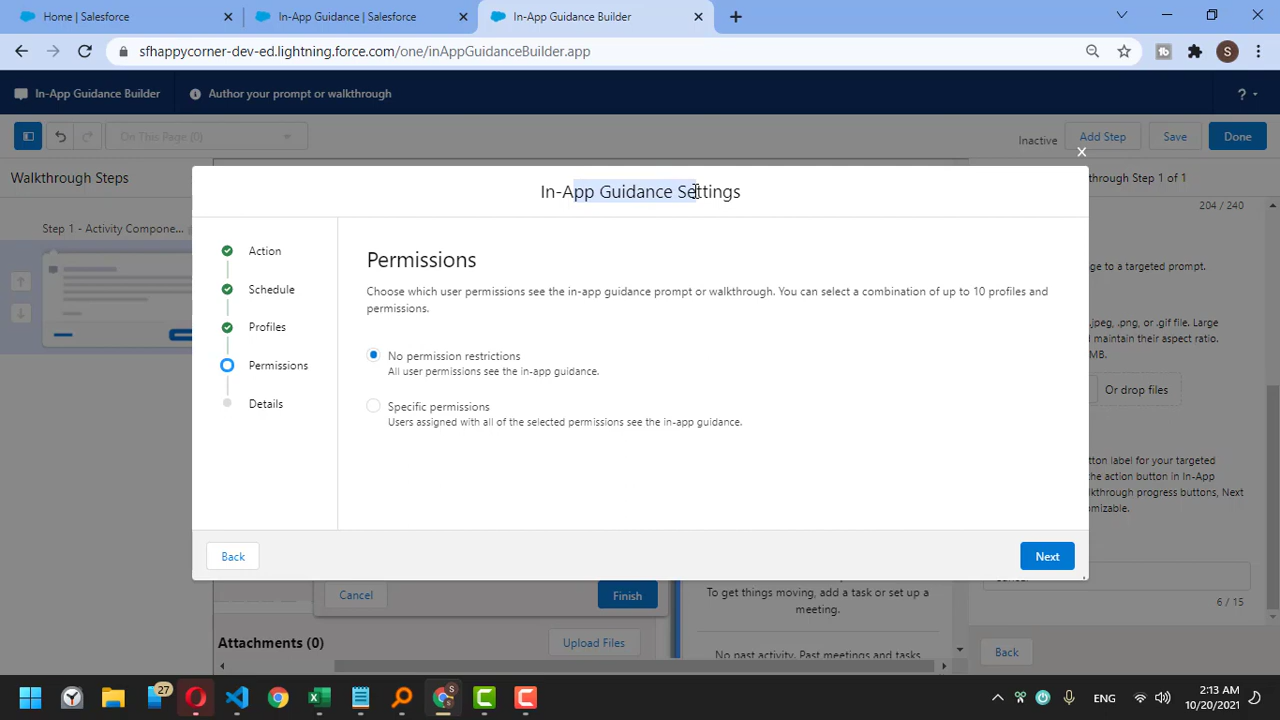 Home | Salesforce
In-App Guidance | Salesforce
In-App Guidance Builder
sfhappycorner-dev-ed.lightning.force.com/one/inAppGuidanceBuilder.app
S
In-App Guidance Builder
Author your prompt or walkthrough
?
On This Page (0)
Inactive
Add Step
Save
Done
Walkthrough Steps
through Step 1 of 1
204 / 240
Step 1 - Activity Compone...
In-App Guidance Settings
Action
Schedule
Profiles
Permissions
Details
Permissions
Choose which user permissions see the in-app guidance prompt or walkthrough. You can select a combination of up to 10 profiles and
permissions.
No permission restrictions
All user permissions see the in-app guidance.
Specific permissions
Users assigned with all of the selected permissions see the in-app guidance.
Back
Next
ge to a targeted prompt.
.jpeg, .png, or .gif file. Large
maintain their aspect ratio.
MB.
Or drop files
tton label for your targeted
the action button in In-App
lkthrough progress buttons, Next
omizable.
6 / 15
Back
Cancel
Finish
To get things moving, add a task or set up a
meeting.
Attachments (0)
Upload Files
No past activity. Past meetings and tasks
27
S
ENG
2:13 AM
10/20/2021